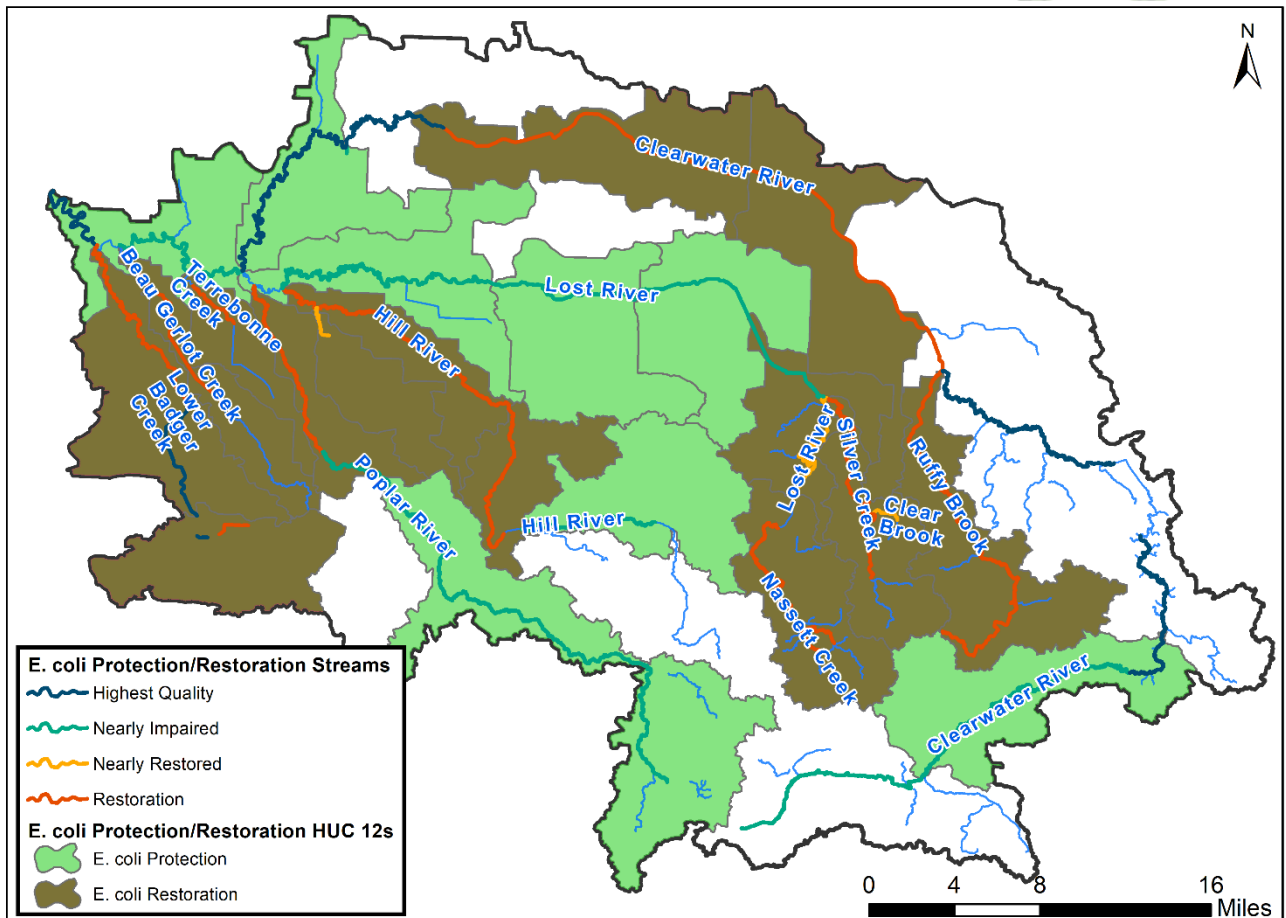 N
Clearwater River
Beau Gerlot Creek
Terrebonne
Creek
Lost River
Hill River
Lower
Badger
Creek
Lost River
Silver Creek
Ruffy Brook
Clear
Brook
Poplar River
Hill River
Nassett Creek
Clearwater River
E. coli Protection/Restoration Streams
Highest Quality
Nearly Impaired
Nearly Restored
Restoration
E. coli Protection/Restoration HUC 12s
E. coli Protection
E. coli Restoration
0 4 8 16
Miles